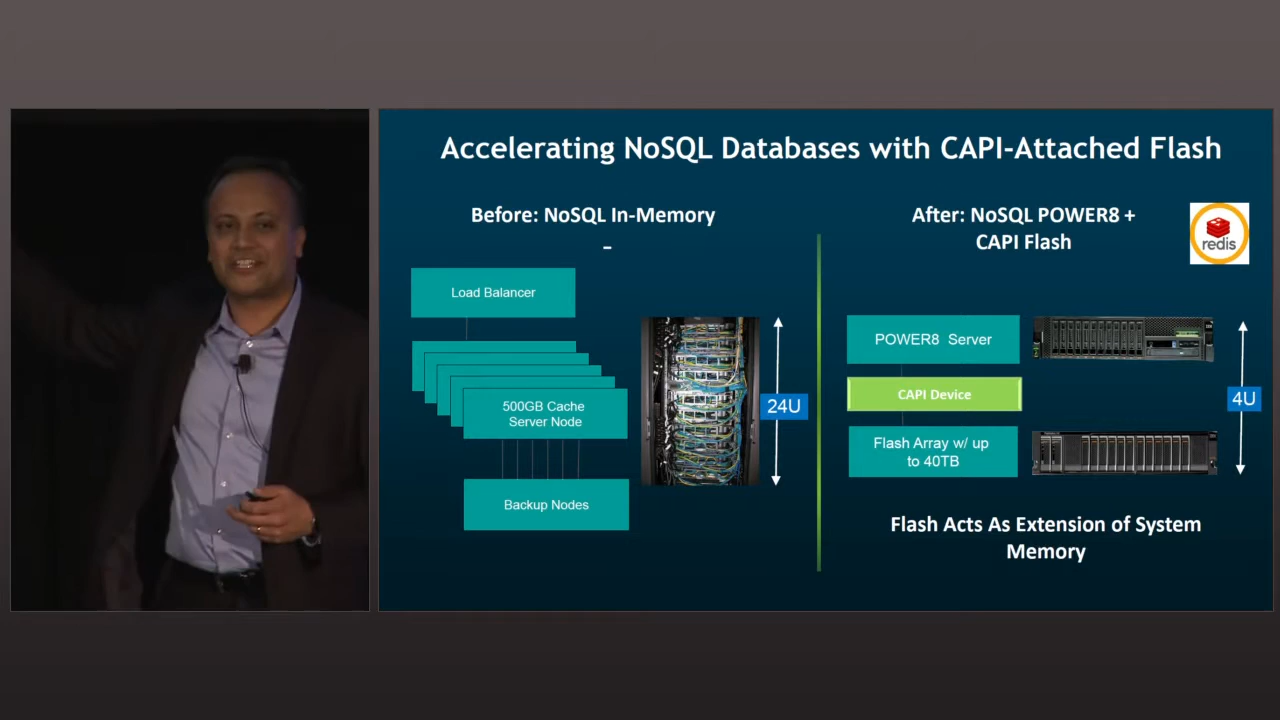 Accelerating NoSQL Databases with CAPI-Attached Flash
Before: NoSQL In-Memory
–
Load Balancer
500GB Cache
Server Node
Backup Nodes
24U
After: NoSQL POWER8 +
CAPI Flash
redis
POWER8 Server
CAPI Device
Flash Array w/ up
to 40TB
4U
Flash Acts As Extension of System
Memory